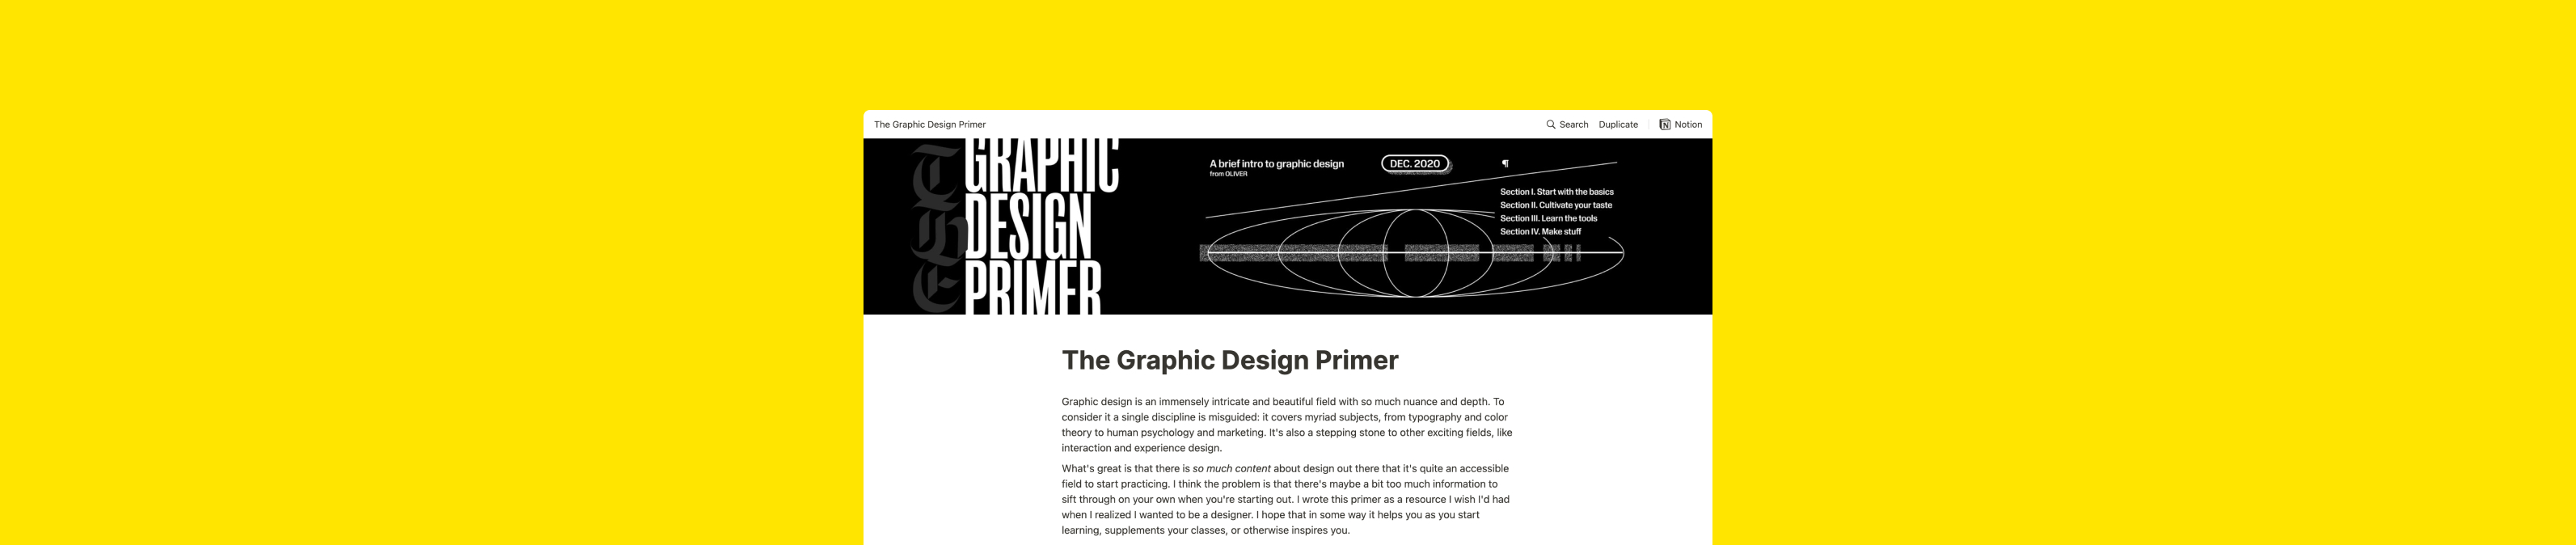 The Graphic Design Primer
Search Duplicate Notion
THE
GRAPHIC
DESIGN
PRIMER
A brief intro to graphic design
from OLIVER
DEC. 2020
¶
Section I. Start with the basics
Section II. Cultivate your taste
Section III. Learn the tools
Section IV. Make stuff
The Graphic Design Primer
Graphic design is an immensely intricate and beautiful field with so much nuance and depth. To
consider it a single discipline is misguided: it covers myriad subjects, from typography and color
theory to human psychology and marketing. It's also a stepping stone to other exciting fields, like
interaction and experience design.
What's great is that there is so much content about design out there that it's quite an accessible
field to start practicing. I think the problem is that there's maybe a bit too much information to
sift through on your own when you're starting out. I wrote this primer as a resource I wish I'd had
when I realized I wanted to be a designer. I hope that in some way it helps you as you start
learning, supplements your classes, or otherwise inspires you.